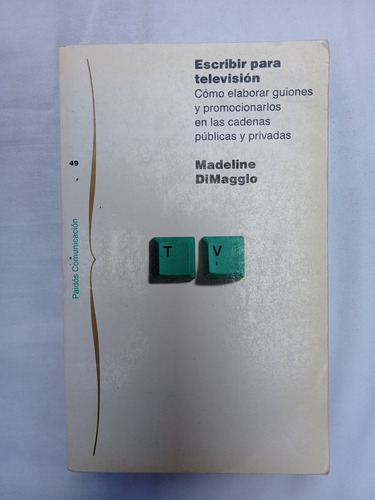 Escribir para
televisión
Cómo elaborar guiones
y promocionarlos
en las cadenas
públicas y privadas
Madeline
DiMaggio
49
Paidós Comunicación
T V